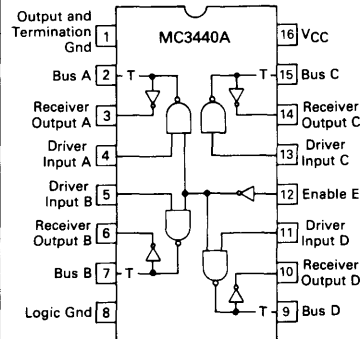 Output and
Termination
Gnd
1
MC3440A
16 VCC
Bus A 2 T
T 15 Bus C
Receiver
Output A
3
14 Receiver
Output C
Driver
Input A
4
13 Driver
Input C
Driver
Input B
5
12 Enable E
Receiver
Output B
6
11 Driver
Input D
Bus B 7 T
10 Receiver
Output D
Logic Gnd 8
T 9 Bus D